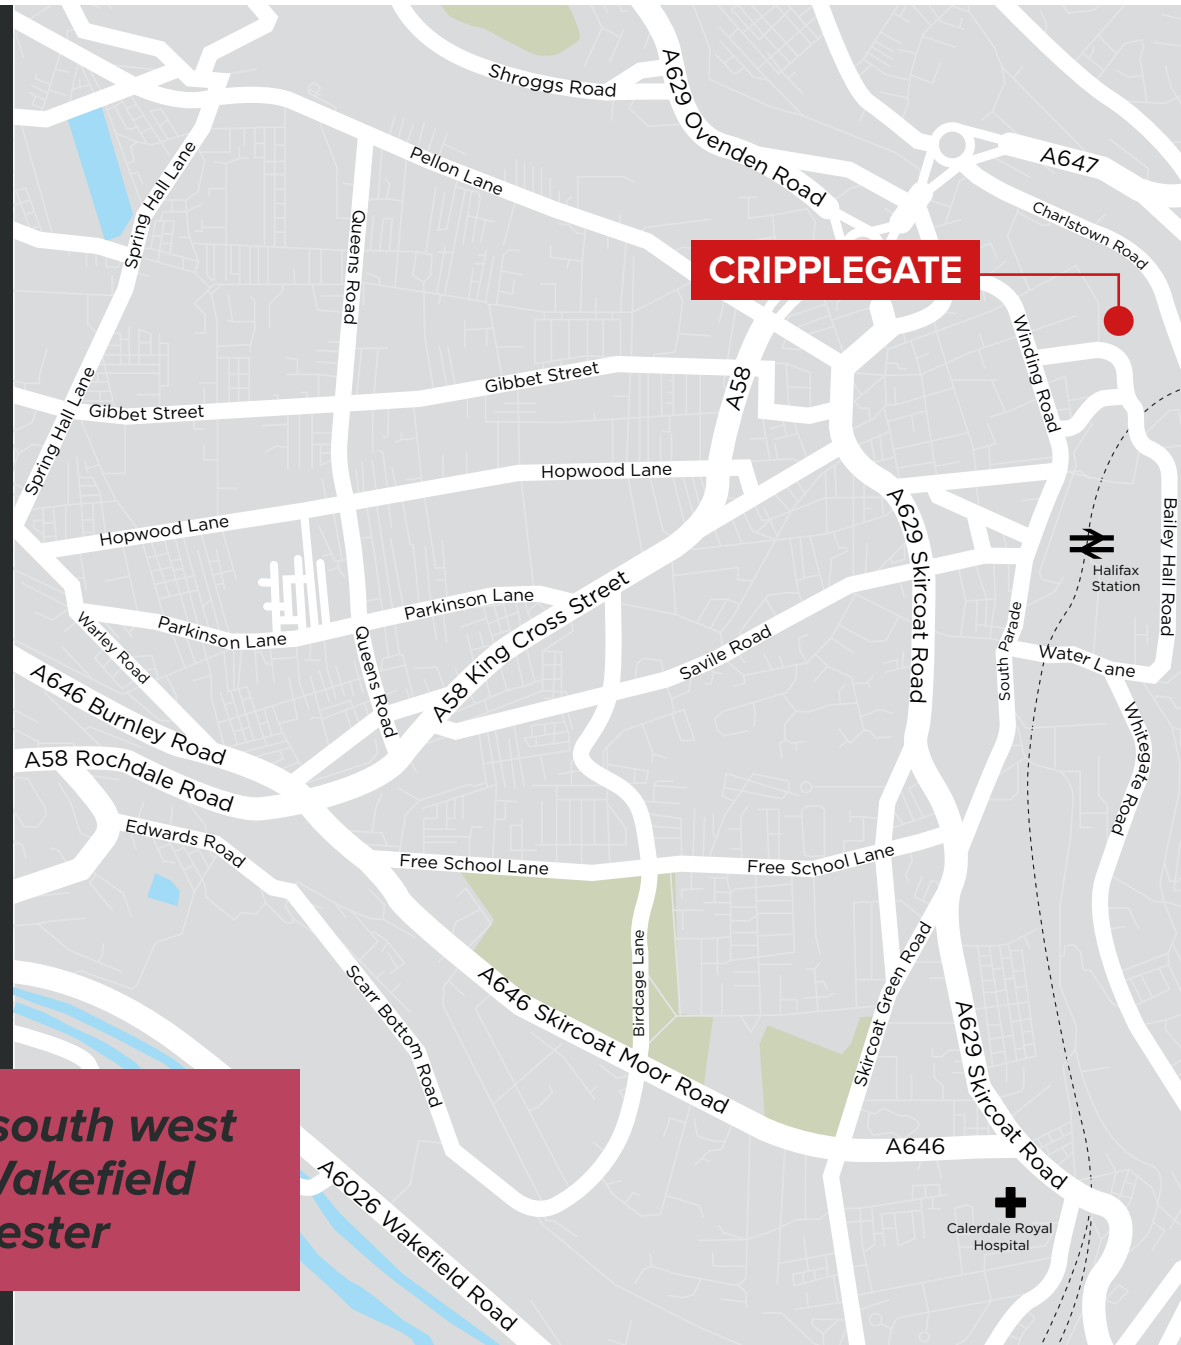 Shroggs Road
A629 Ovenden Road
A647
Charlstown Road
Pellon Lane
Spring Hall Lane
Queens Road
CRIPPLEGATE
Winding Road
A58
Gibbet Street
Gibbet Street
Spring Hall Lane
Hopwood Lane
Hopwood Lane
A629 Skircoat Road
Bailey Hall Road
Halifax
Station
Parkinson Lane
Parkinson Lane
A58 King Cross Street
Warley Road
Queens Road
Savile Road
South Parade
Water Lane
A646 Burnley Road
A58 Rochdale Road
Whitegate Road
Edwards Road
Free School Lane
Free School Lane
Birdcage Lane
Skircoat Green Road
Scarr Bottom Road
A646 Skircoat Moor Road
A629 Skircoat Road
A646
south west
Wakefield
ester
A6026 Wakefield Road
Calerdale Royal
Hospital